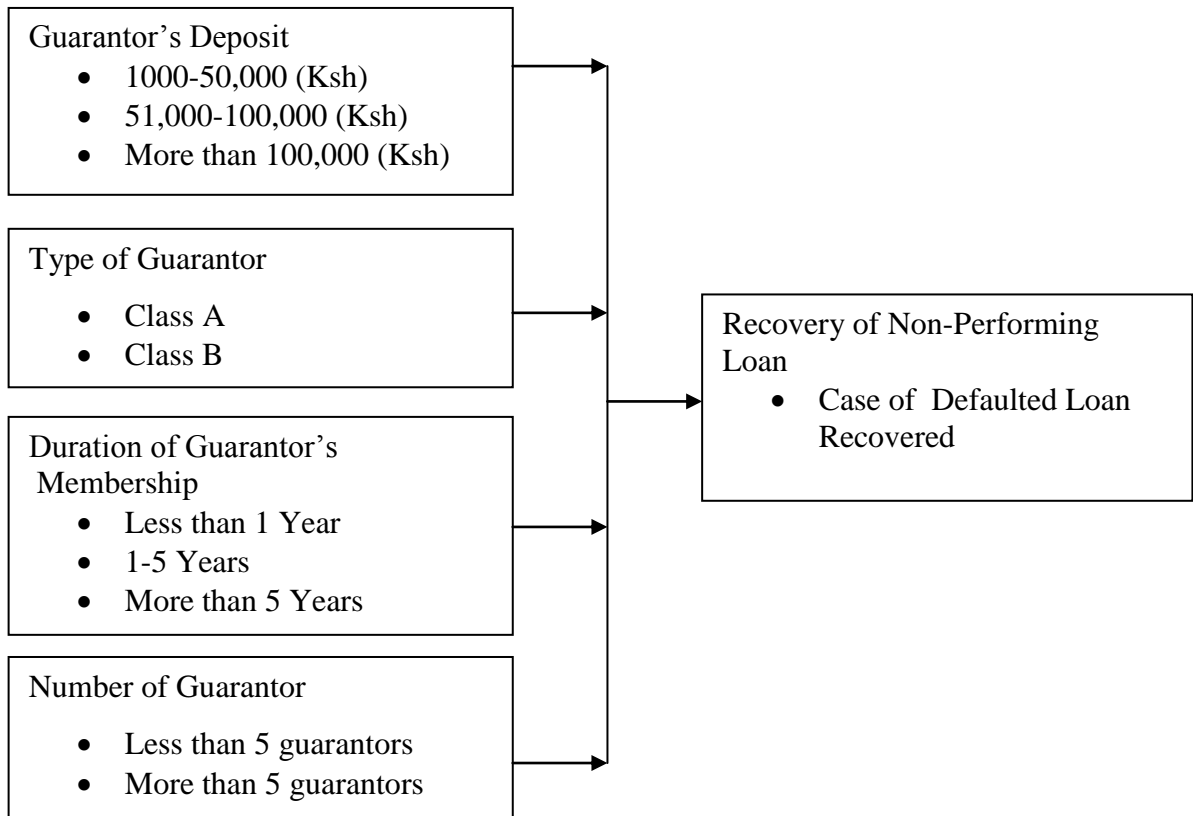 Guarantor’s Deposit
• 1000-50,000 (Ksh)
• 51,000-100,000 (Ksh)
• More than 100,000 (Ksh)
Type of Guarantor
• Class A
• Class B
Duration of Guarantor’s
Membership
• Less than 1 Year
• 1-5 Years
• More than 5 Years
Number of Guarantor
• Less than 5 guarantors
• More than 5 guarantors
Recovery of Non-Performing
Loan
• Case of Defaulted Loan
Recovered